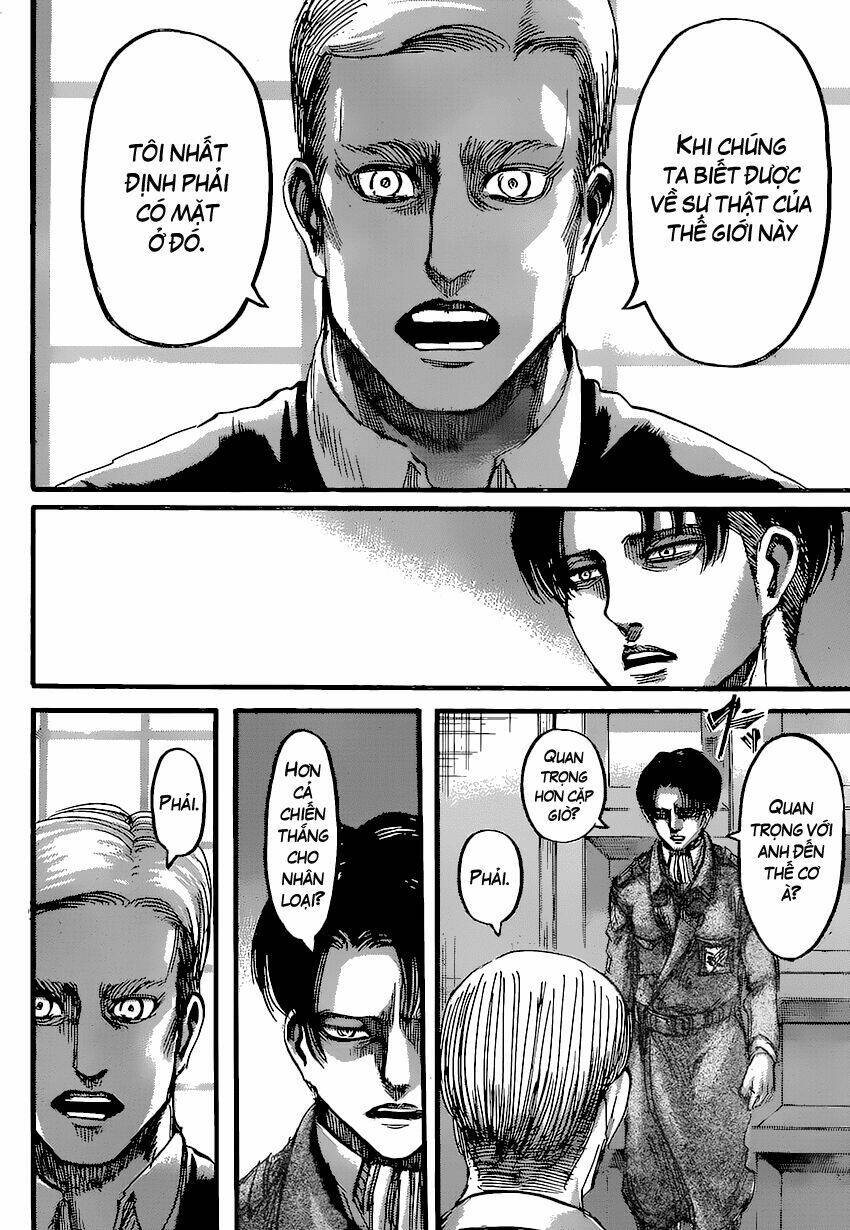 KHI CHÚNG
TA BIẾT ĐƯỢC
VỀ SỰ THẬT CỦA
THẾ GIỚI NÀY
TÔI NHẤT
ĐỊNH PHẢI
CÓ MẶT
Ở ĐÓ.
QUAN
TRỌNG VỚI
ANH ĐẾN
THẾ CƠ
À?
QUAN
TRỌNG
HƠN CẶP
GIÒ?
PHẢI.
HƠN
CẢ
CHIẾN
THẮNG
CHO
NHÂN
LOẠI?
PHẢI.